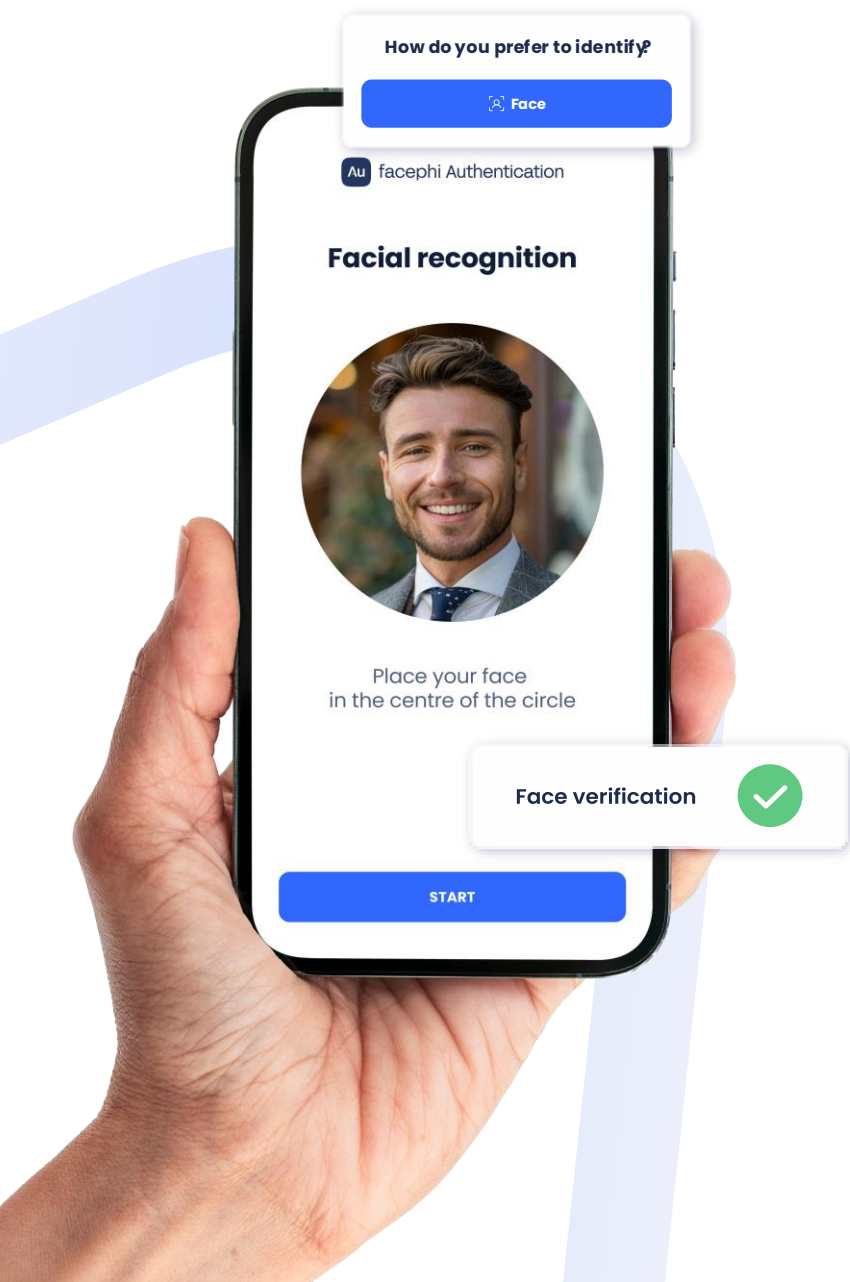 How do you prefer to identify?
Face
Au facephi Authentication
Facial recognition
Place your face
in the centre of the circle
Face verification
START